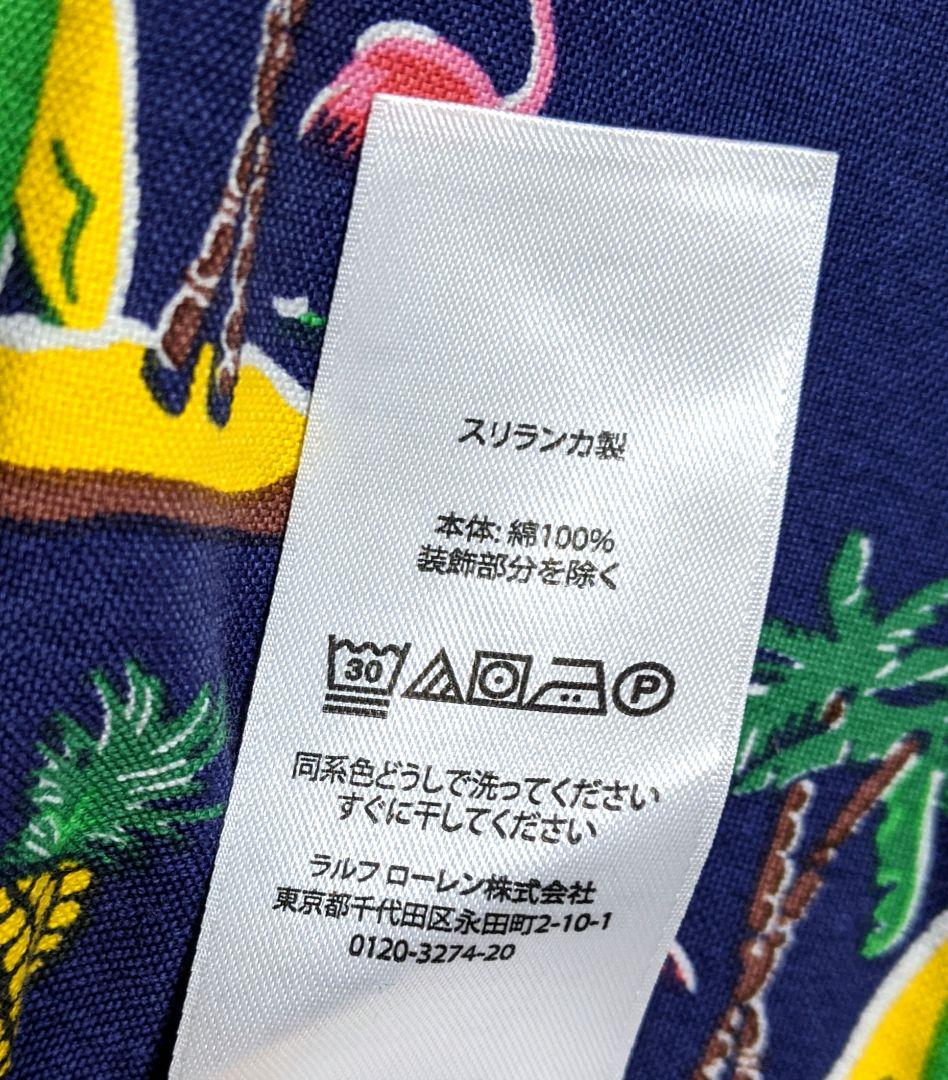 スリランカ製
本体: 綿100%
装飾部分を除く
30 P
同系色どうしで洗ってください
すぐに干してください
ラルフ ローレン株式会社
東京都千代田区永田町2-10-1
0120-3274-20